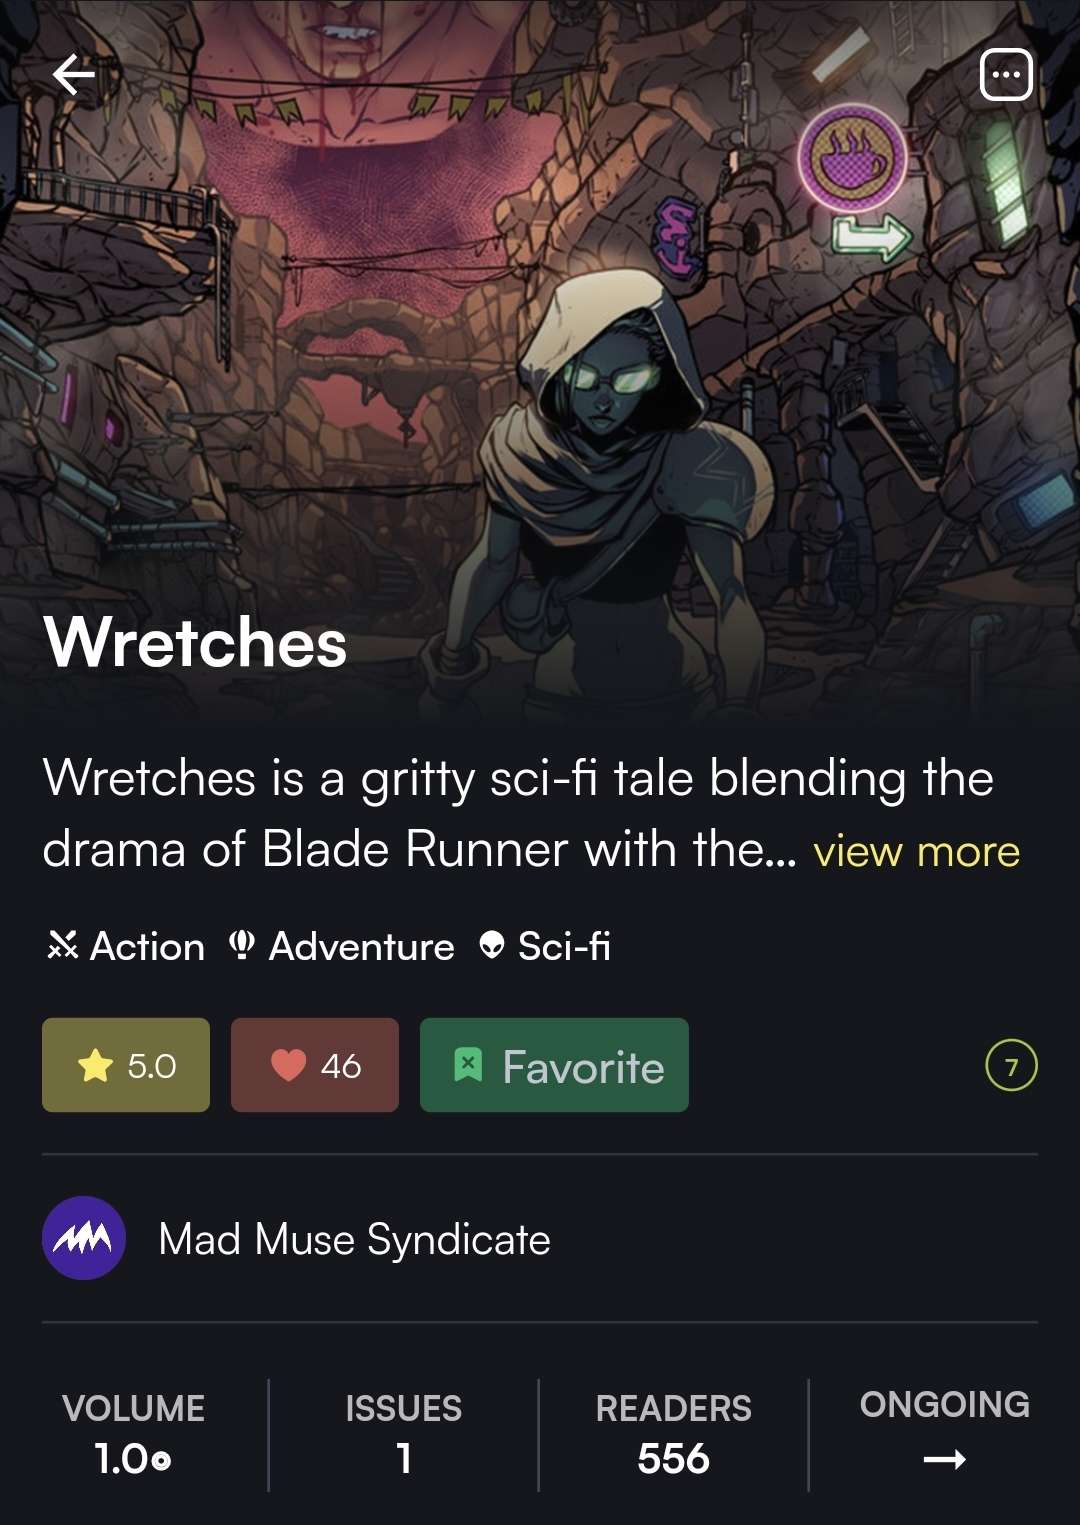 Wretches
Wretches is a gritty sci-fi tale blending the
drama of Blade Runner with the... view more
Action Adventure Sci-fi
5.0 46 Favorite 7
Mad Muse Syndicate
VOLUME ISSUES READERS ONGOING
1.0 1 556 →